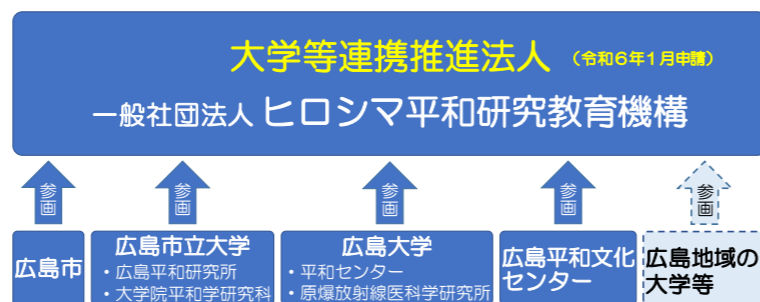 大学等連携推進法人 （令和６年１月申請）
一般社団法人 ヒロシマ平和研究教育機構
参画
参画
参画
参画
参画
広島市
広島市立大学
・広島平和研究所
・大学院平和学研究科
広島大学
・平和センター
・原爆放射線医科学研究所
広島平和文化
センター
広島地域の
大学等